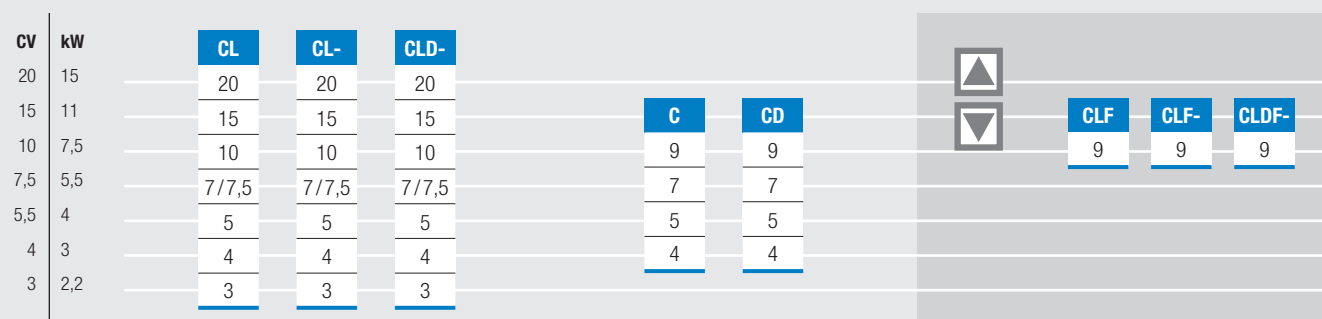 CV kW CL CL- CLD-
20 15 20 20 20
15 11 15 15 15 C CD CLF CLF- CLDF-
10 7,5 10 10 10 9 9 9 9 9
7,5 5,5 7/7,5 7/7,5 7/7,5 7 7
5,5 4 5 5 5 5 5
4 3 4 4 4 4 4
3 2,2 3 3 3